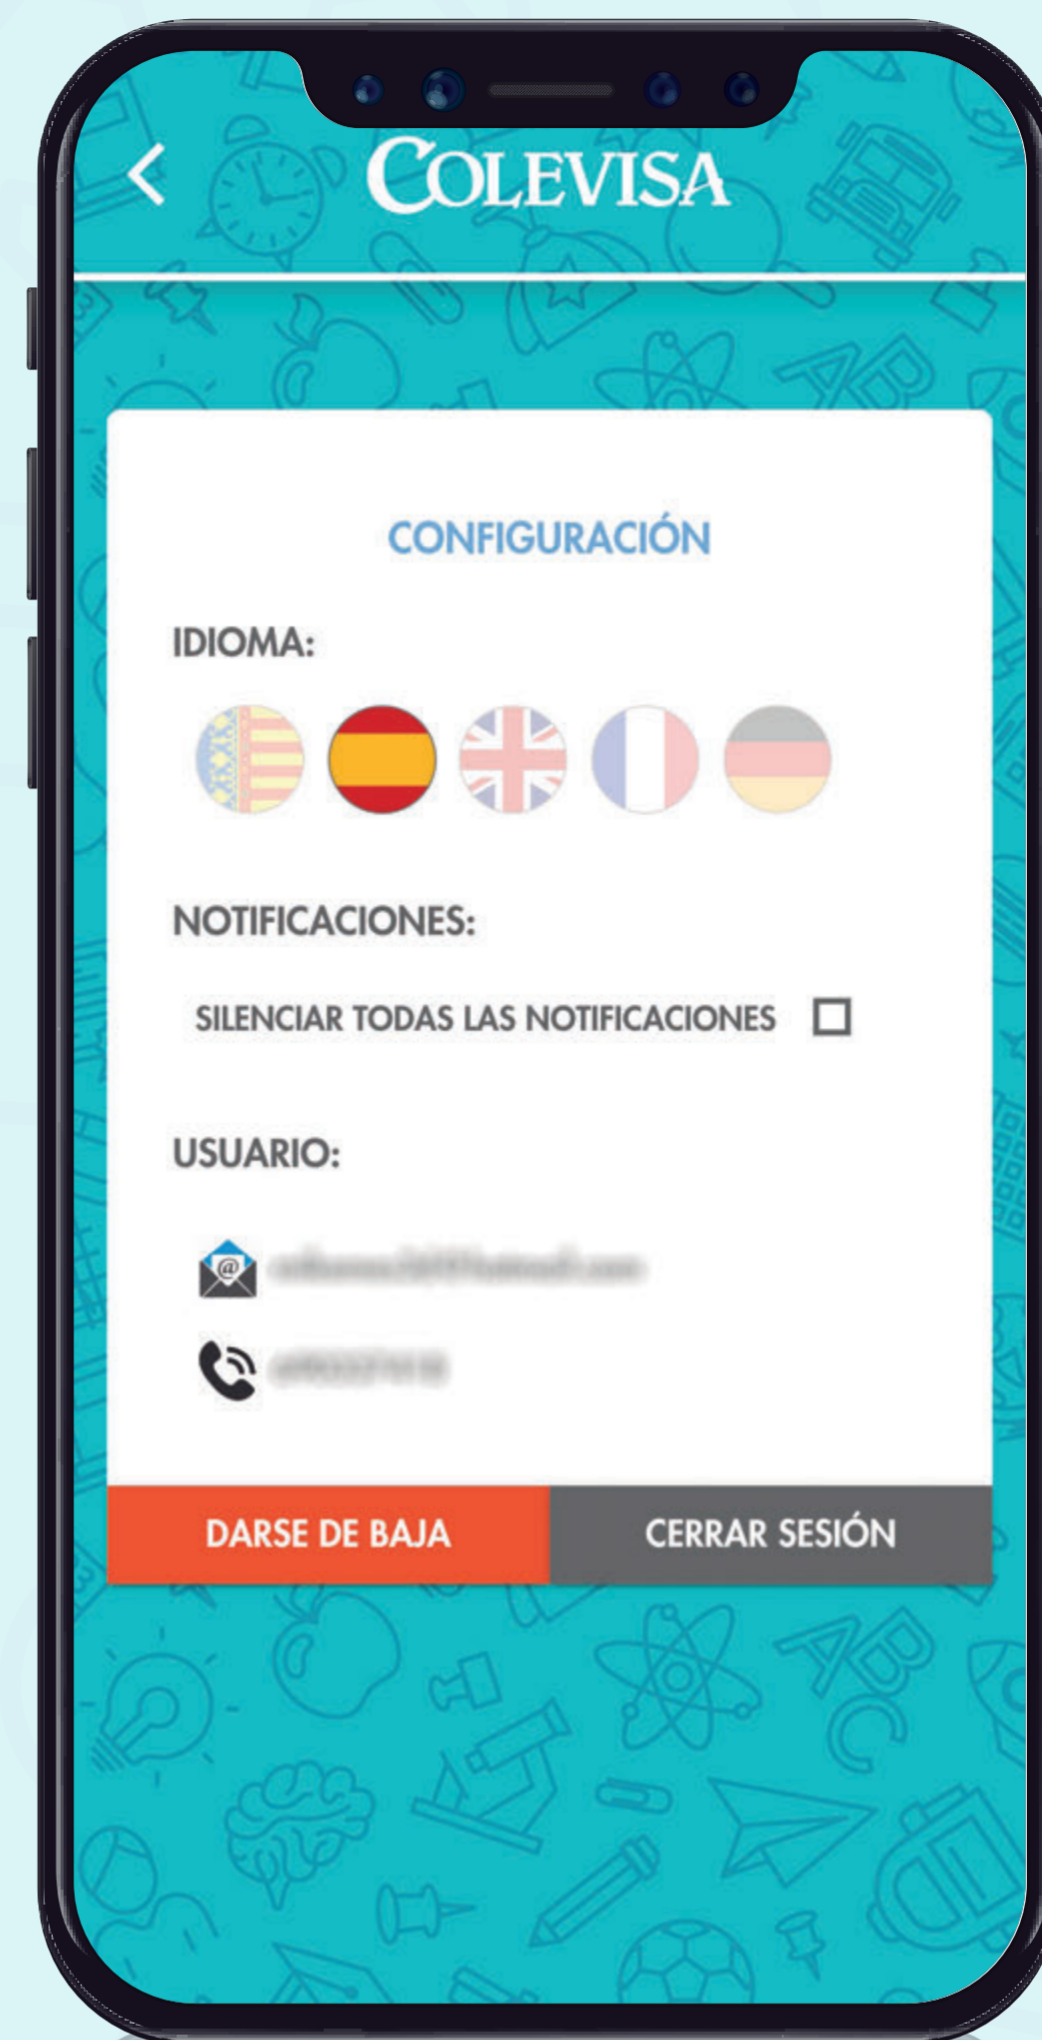 COLEVISA
CONFIGURACIÓN
IDIOMA:
NOTIFICACIONES:
SILENCIAR TODAS LAS NOTIFICACIONES
USUARIO:
DARSE DE BAJA
CERRAR SESIÓN